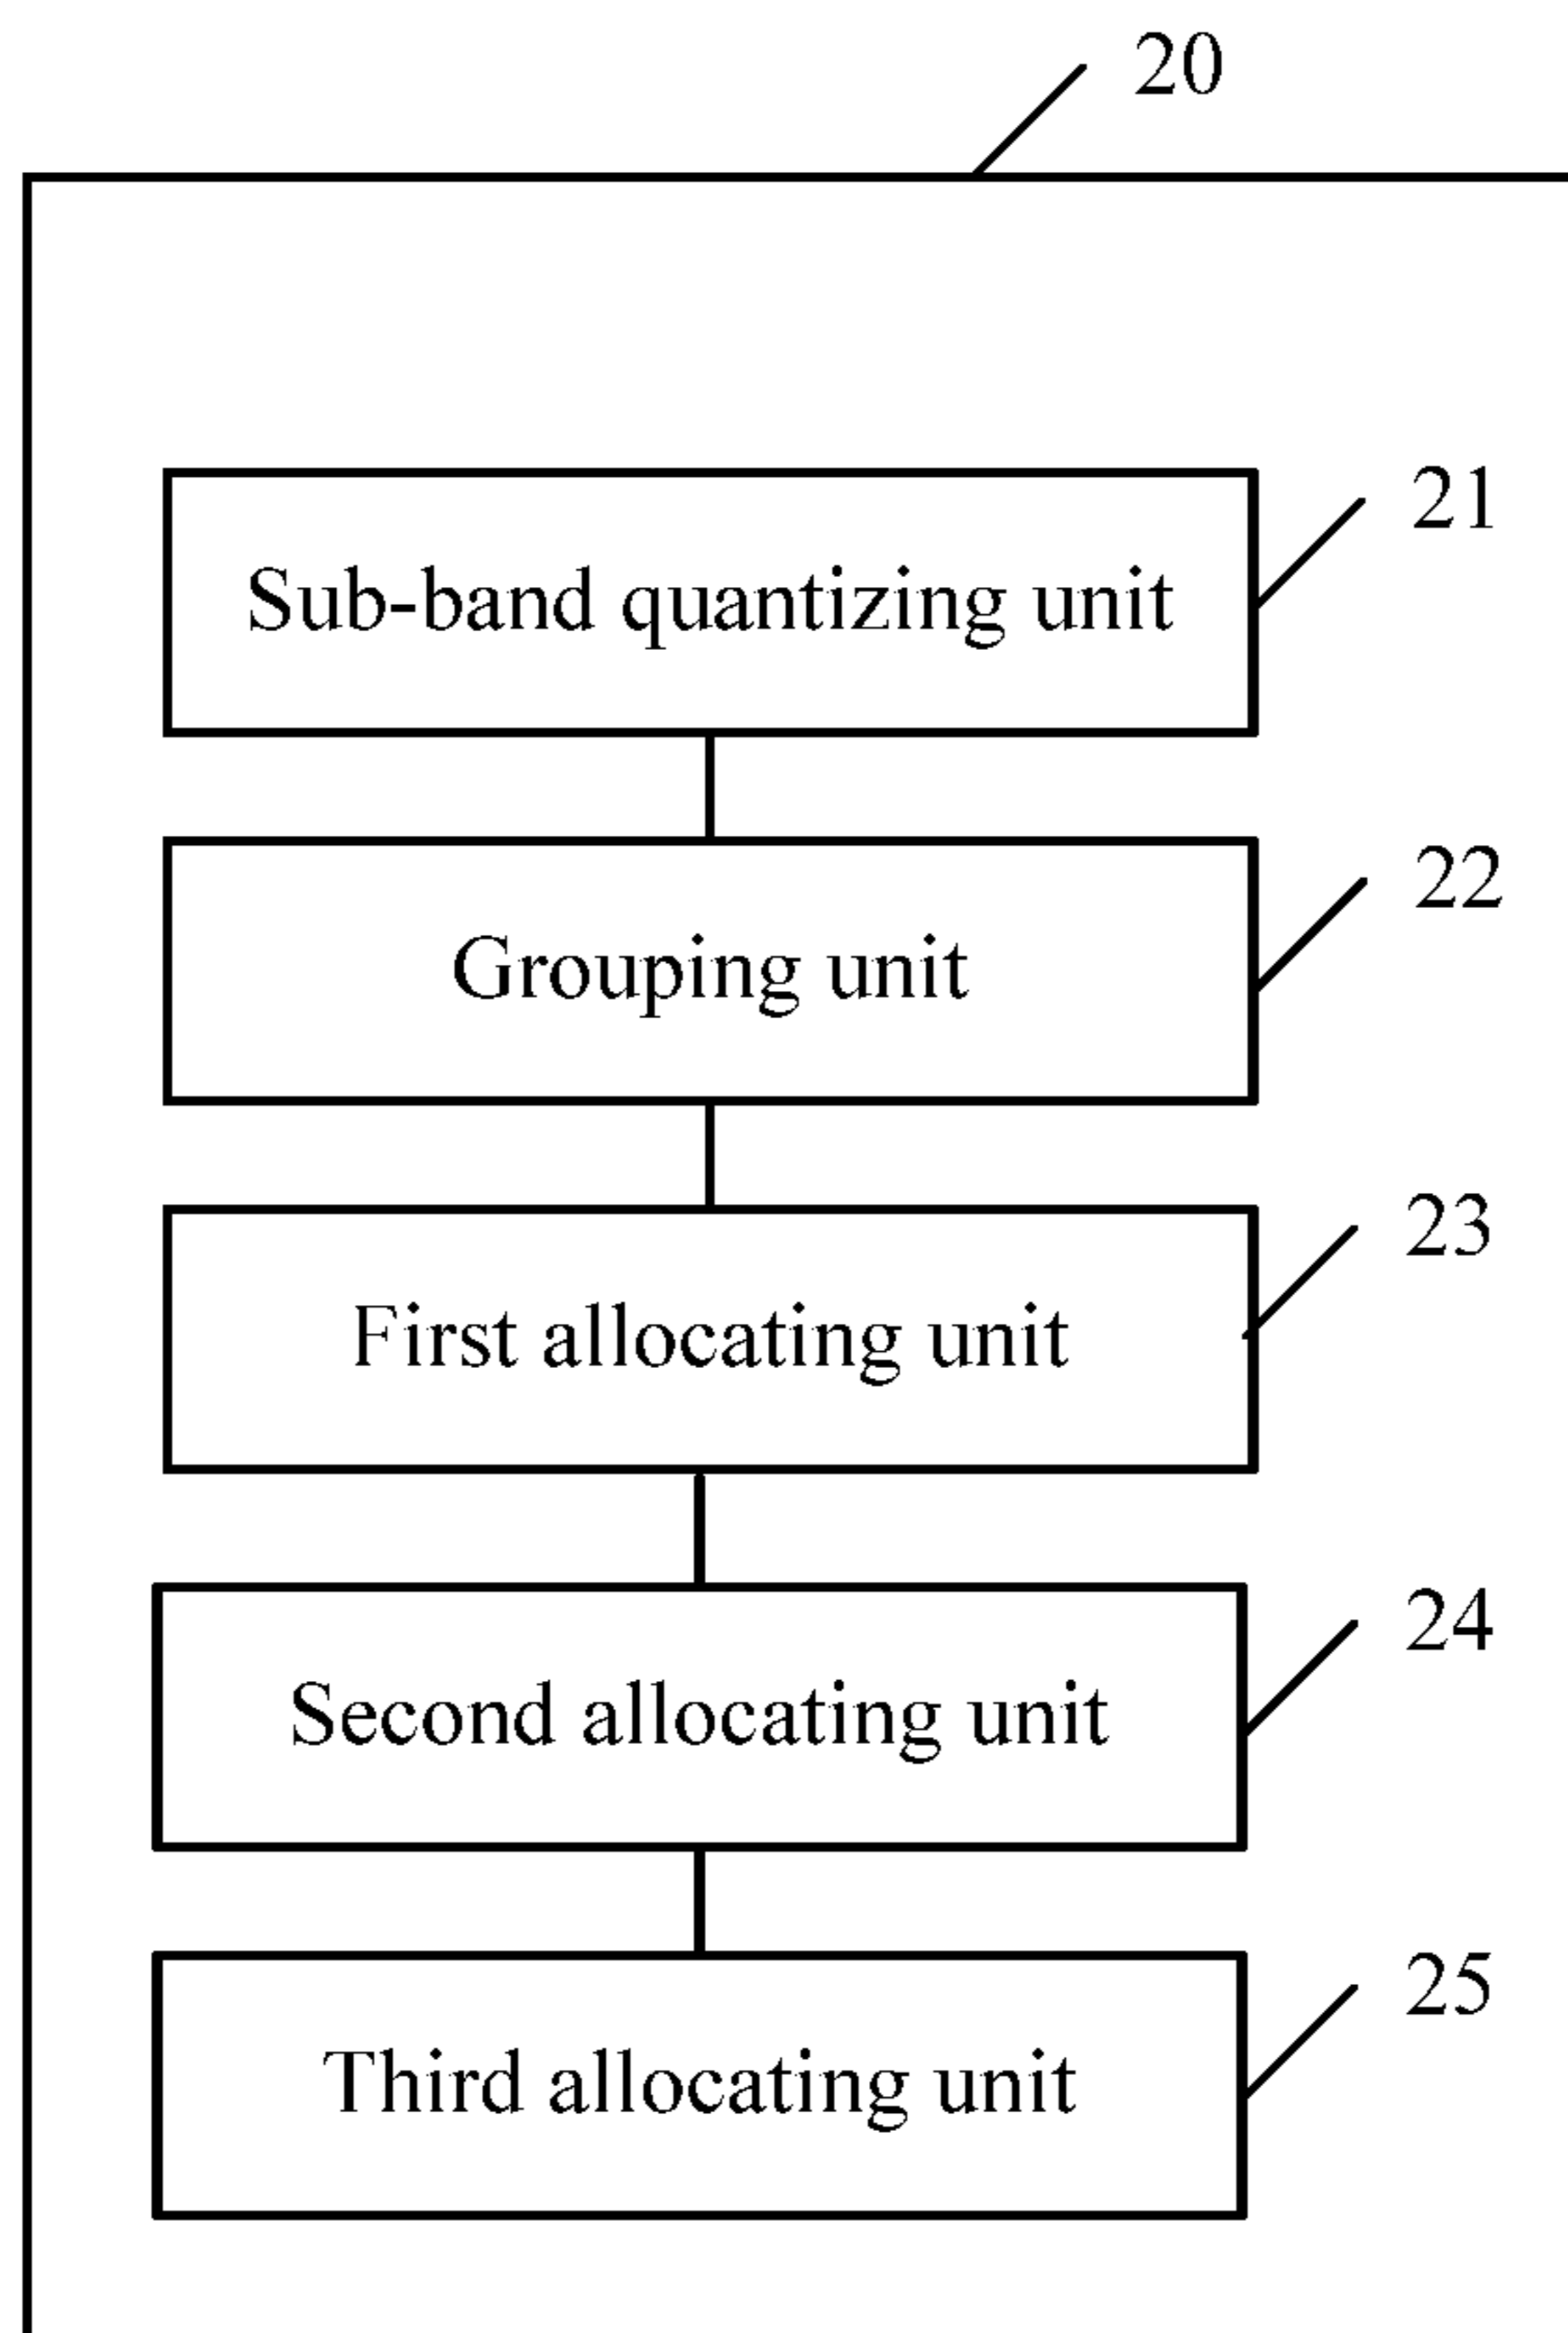 20
21
Sub-band quantizing unit
22
Grouping unit
23
First allocating unit
24
Second allocating unit
25
Third allocating unit